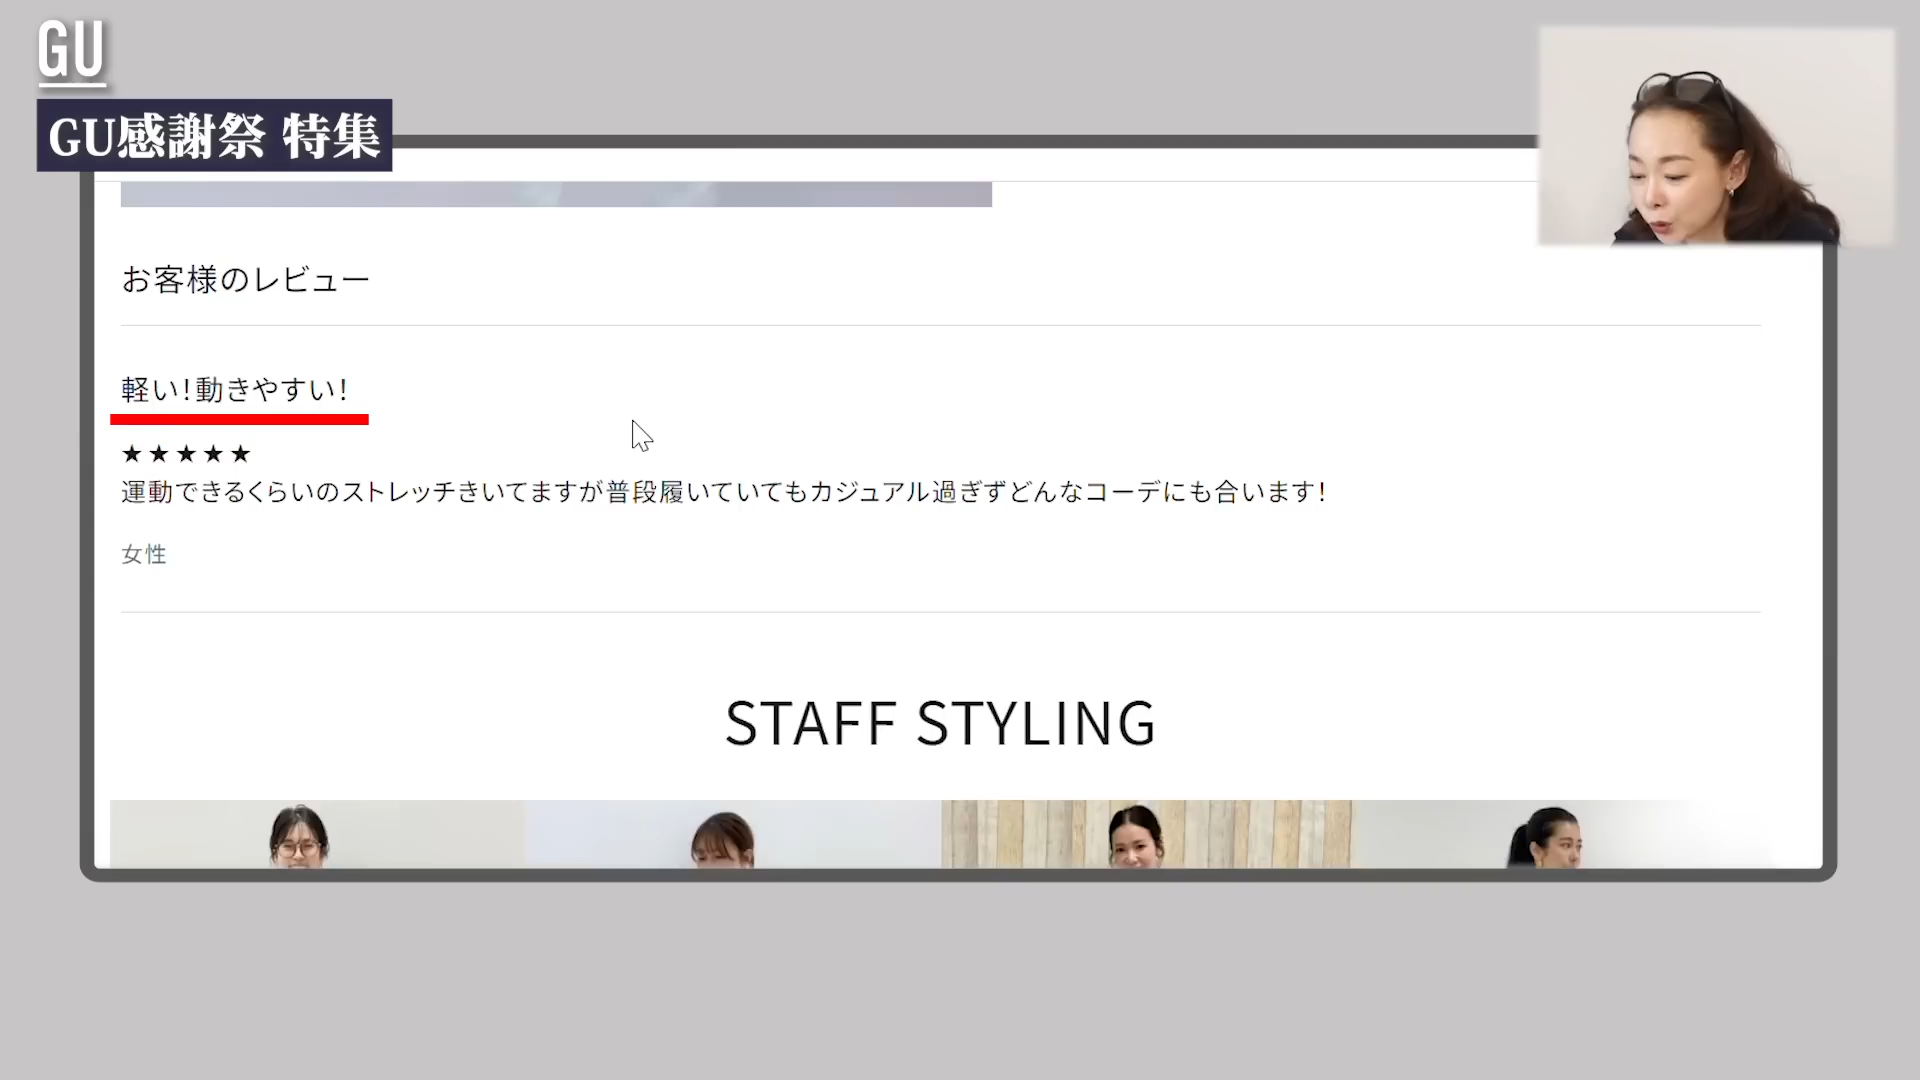 GU
GU感謝祭 特集
お客様のレビュー
軽い!動きやすい!
★★★★★
運動できるくらいのストレッチきいてますが普段履いていてもカジュアル過ぎずどんなコーデにも合います!
女性
STAFF STYLING